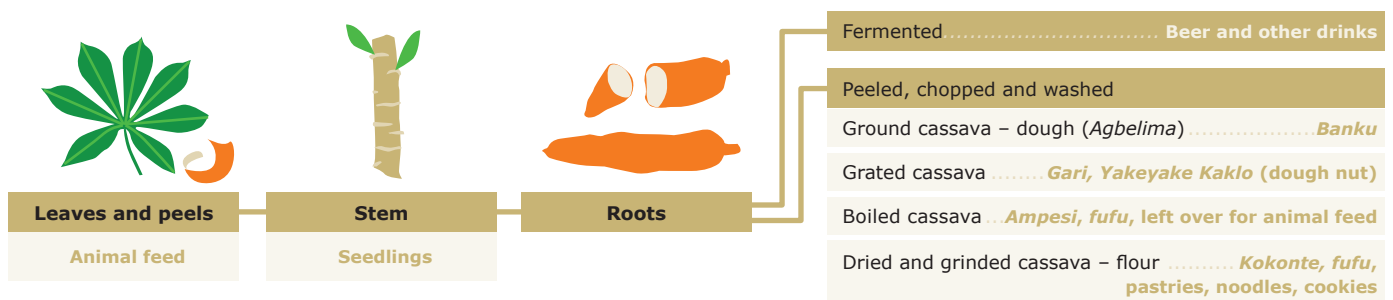 Leaves and peels
Animal feed
Stem
Seedlings
Roots
Fermented.............................. Beer and other drinks
Peeled, chopped and washed
Ground cassava – dough (Agbelima) ...................Banku
Grated cassava ........Gari, Yakeyake Kaklo (dough nut)
Boiled cassava ...Ampesi, fufu, left over for animal feed
Dried and grinded cassava – flour .......... Kokonte, fufu,
pastries, noodles, cookies